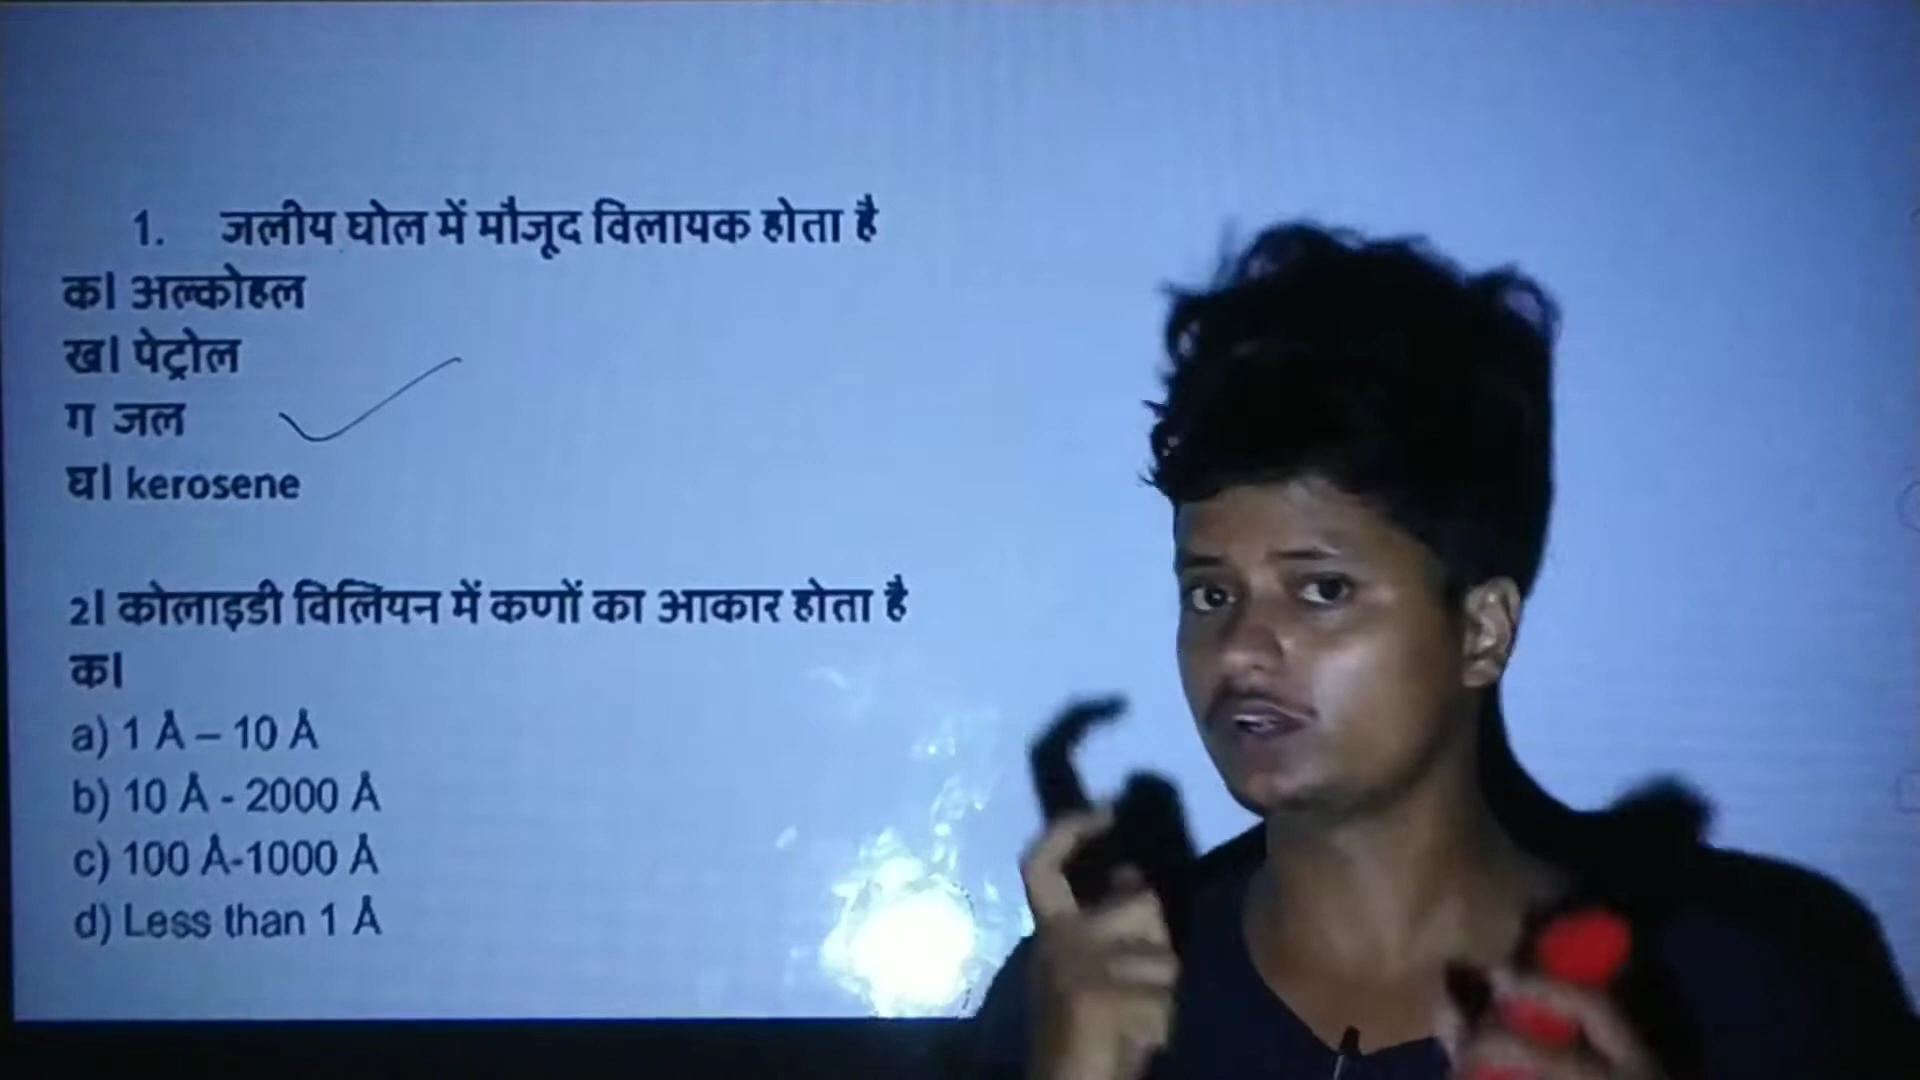 1. जलीय घोल में मौजूद विलायक होता है
क। अल्कोहल
ख। पेट्रोल
ग जल
घ। kerosene
2। कोलाइडी विलियन में कणों का आकार होता है
क।
a) 1 Å – 10 Å
b) 10 Å - 2000 Å
c) 100 Å-1000 Å
d) Less than 1 Å